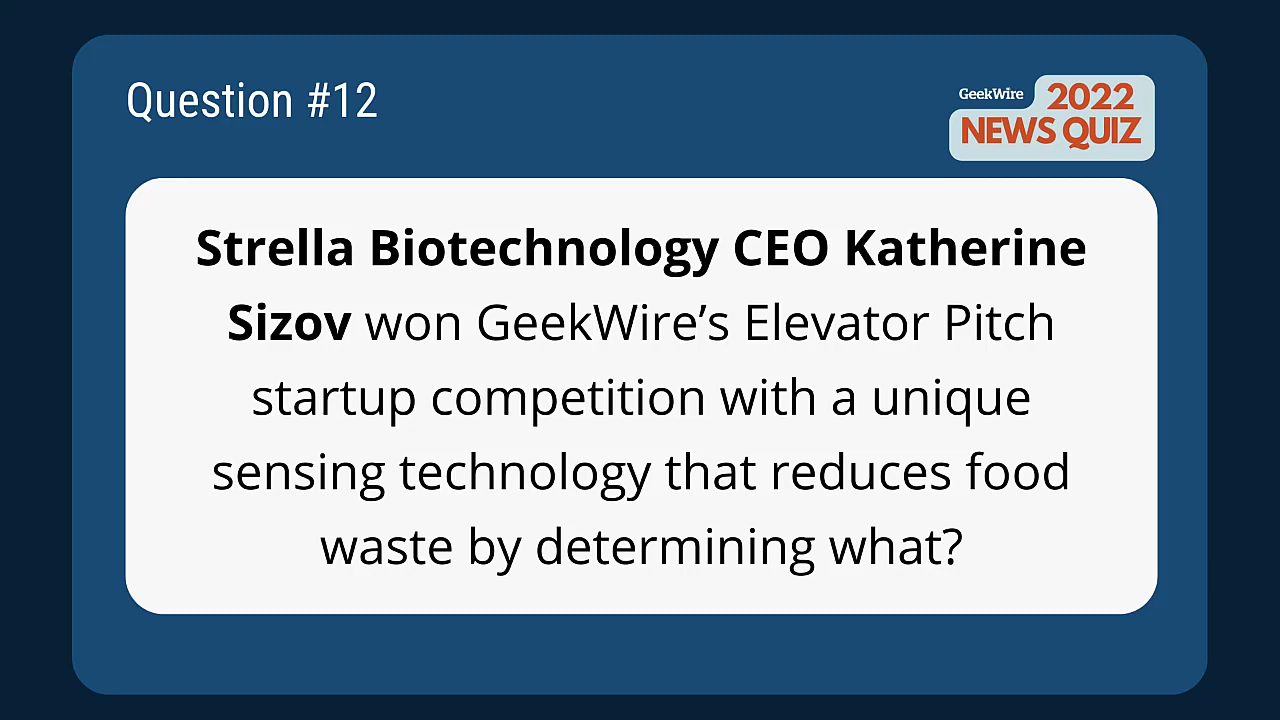 Question #12
GeekWire 2022
NEWS QUIZ
Strella Biotechnology CEO Katherine
Sizov won GeekWire’s Elevator Pitch
startup competition with a unique
sensing technology that reduces food
waste by determining what?